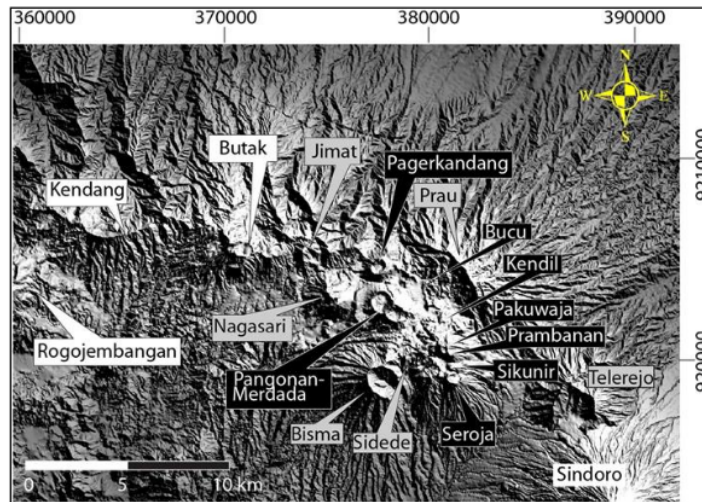 360000 370000 380000 390000
N
W E
S
Butak
Jimat
Pagerkandang
Kendang
Prau
9210000
Bucu
Kendil
Nagasari
Pakuwaja
Rogojembangan
Prambanan
Pangonan-
Merdada
Sikunir
Telerejo
920000
Bisma
Sidede
Seroja
Sindoro
0 5 10 km